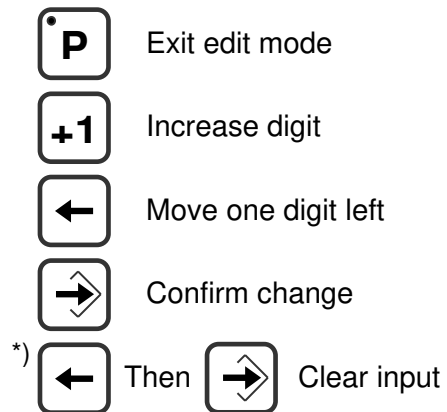 P Exit edit mode
+1 Increase digit
Move one digit left
Confirm change
*) Then Clear input